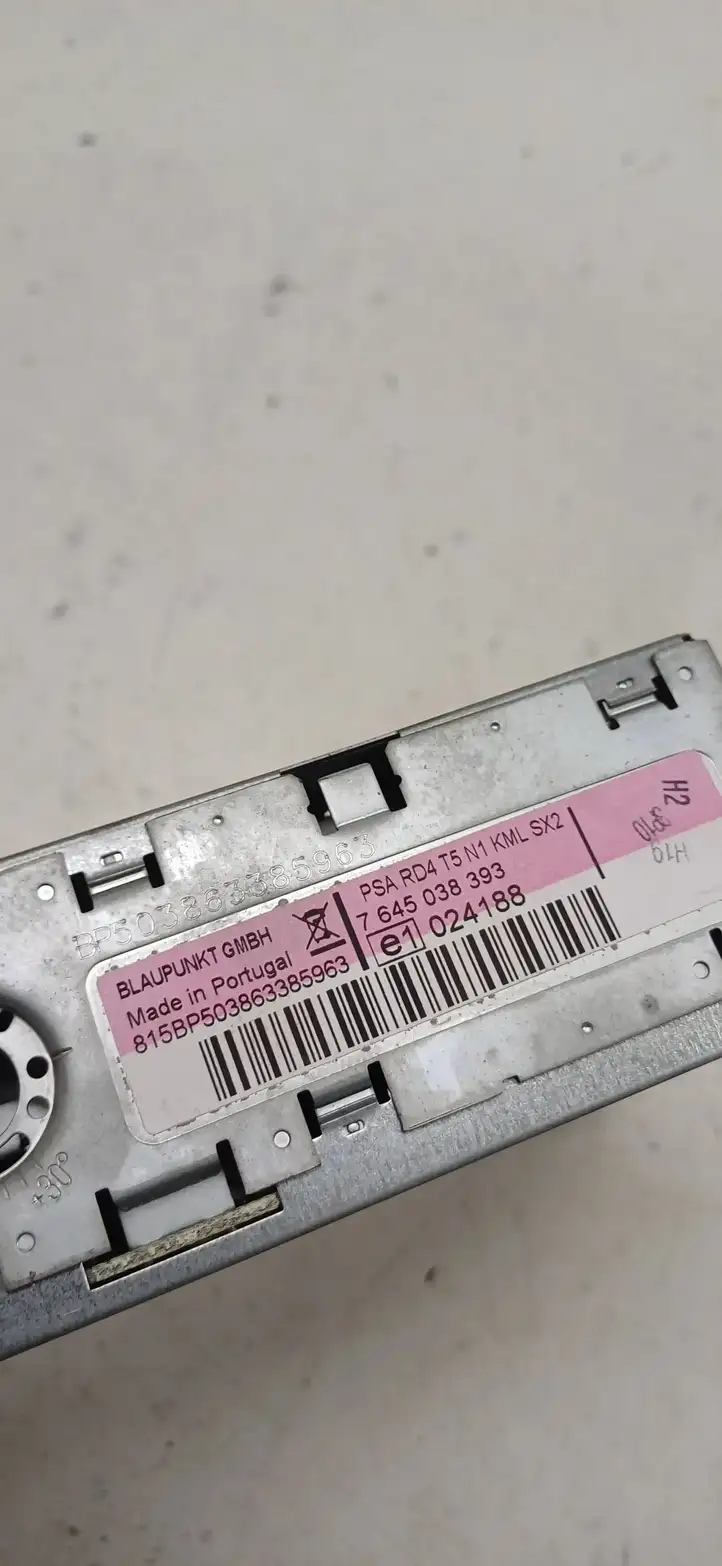 BP503863385963
BLAUPUNKT GMBH
Made in Portugal
815BP503863385963
PSA RD4 T5 N1 KML SX2
7 645 038 393
e1 024188
H2
H19
+30°